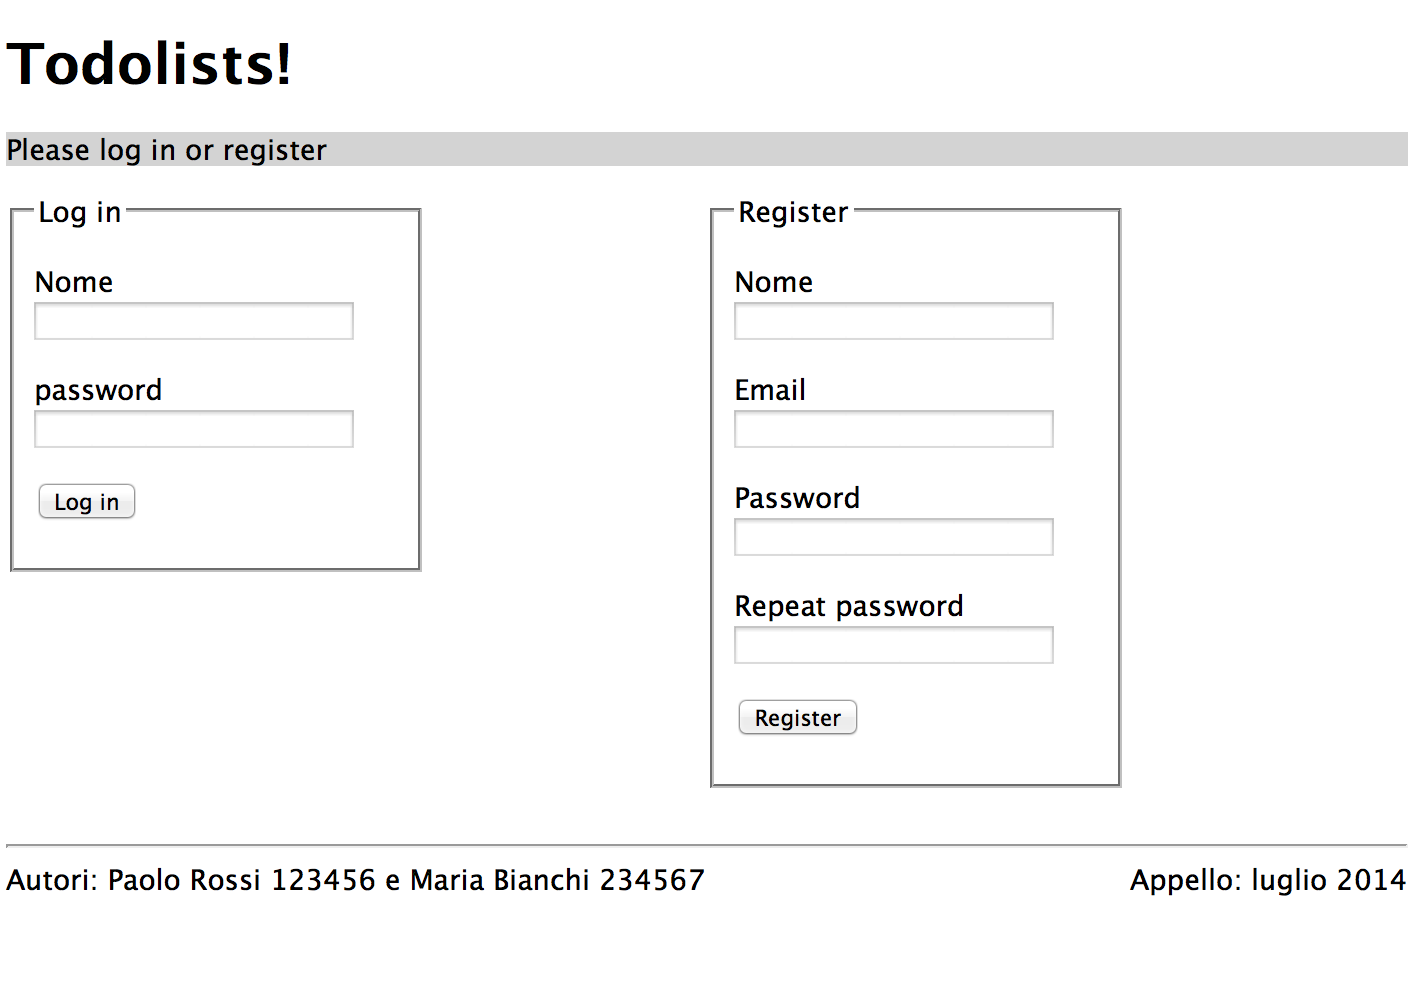 Todolists!
Please log in or register
Log in
Nome
password
Log in
Register
Nome
Email
Password
Repeat password
Register
Autori: Paolo Rossi 123456 e Maria Bianchi 234567
Appello: luglio 2014